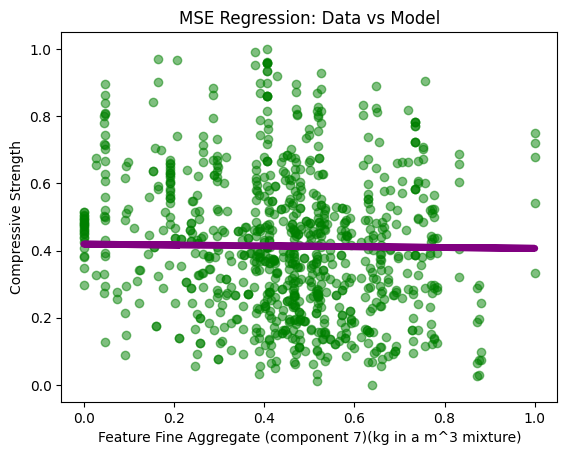 MSE Regression: Data vs Model
Compressive Strength
1.0
0.8
0.6
0.4
0.2
0.0
0.0 0.2 0.4 0.6 0.8 1.0
Feature Fine Aggregate (component 7)(kg in a m^3 mixture)